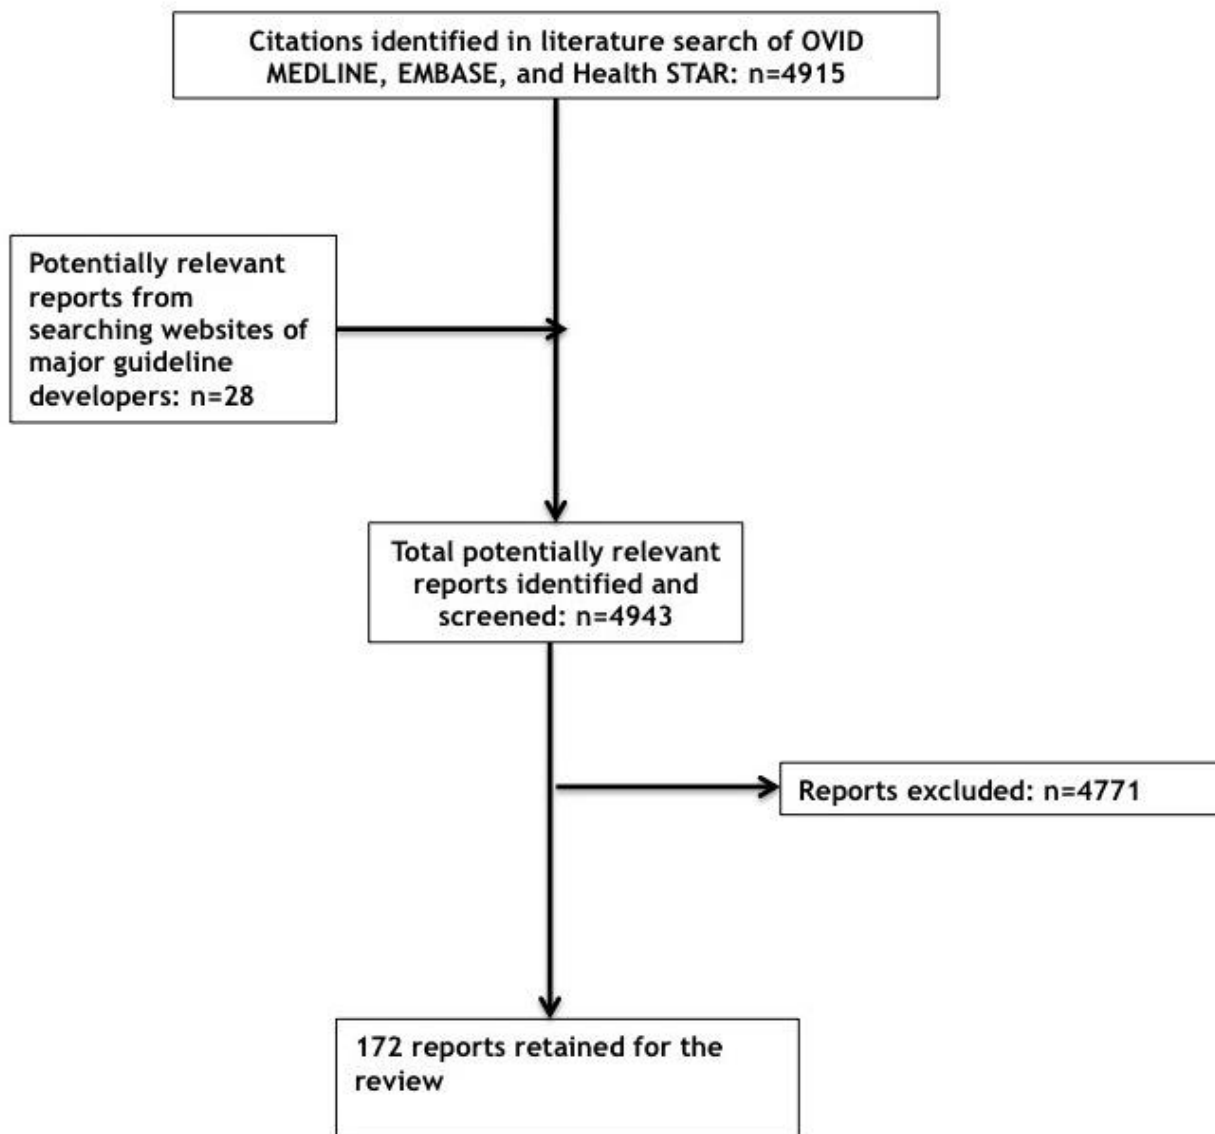 Citations identified in literature search of OVID
MEDLINE, EMBASE, and Health STAR: n=4915
Potentially relevant
reports from
searching websites of
major guideline
developers: n=28
Total potentially relevant
reports identified and
screened: n=4943
Reports excluded: n=4771
172 reports retained for the
review